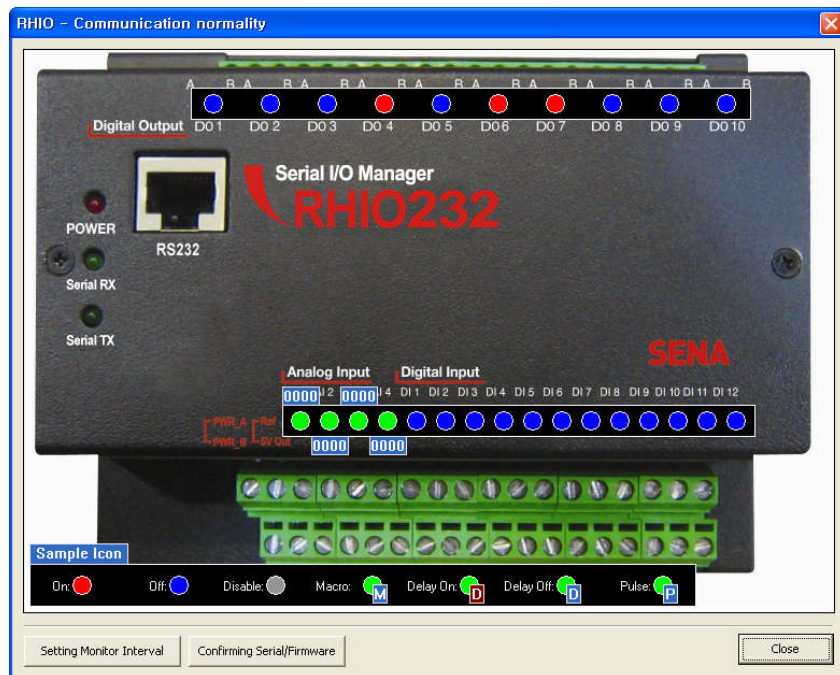 RHIO - Communication normality
A B A B A B A B A B
DO 1 DO 2 DO 3 DO 4 DO 5 DO 6 DO 7 DO 8 DO 9 DO 10
Digital Output
Serial I/O Manager
RHIO232
POWER
RS232
Serial RX
Serial TX
SENA
Analog Input Digital Input
0000 I 2 0000 I 4 DI 1 DI 2 DI 3 DI 4 DI 5 DI 6 DI 7 DI 8 DI 9 DI 10 DI 11 DI 12
PWR_A Ref
PWR_B 5V Out
0000 0000
Sample Icon
On: Off: Disable: Macro: M Delay On: D Delay Off: D Pulse: P
Setting Monitor Interval Confirming Serial/Firmware Close